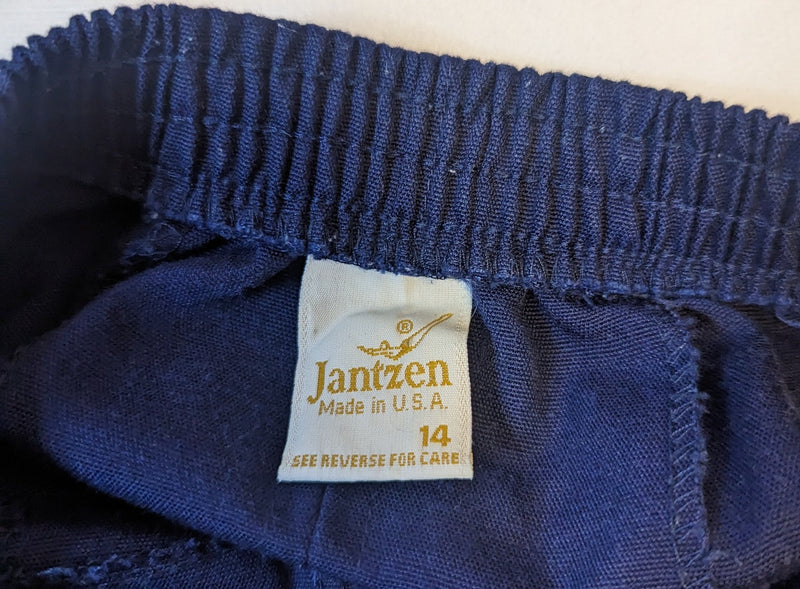 ®
Jantzen
Made in U.S.A.
14
SEE REVERSE FOR CARE